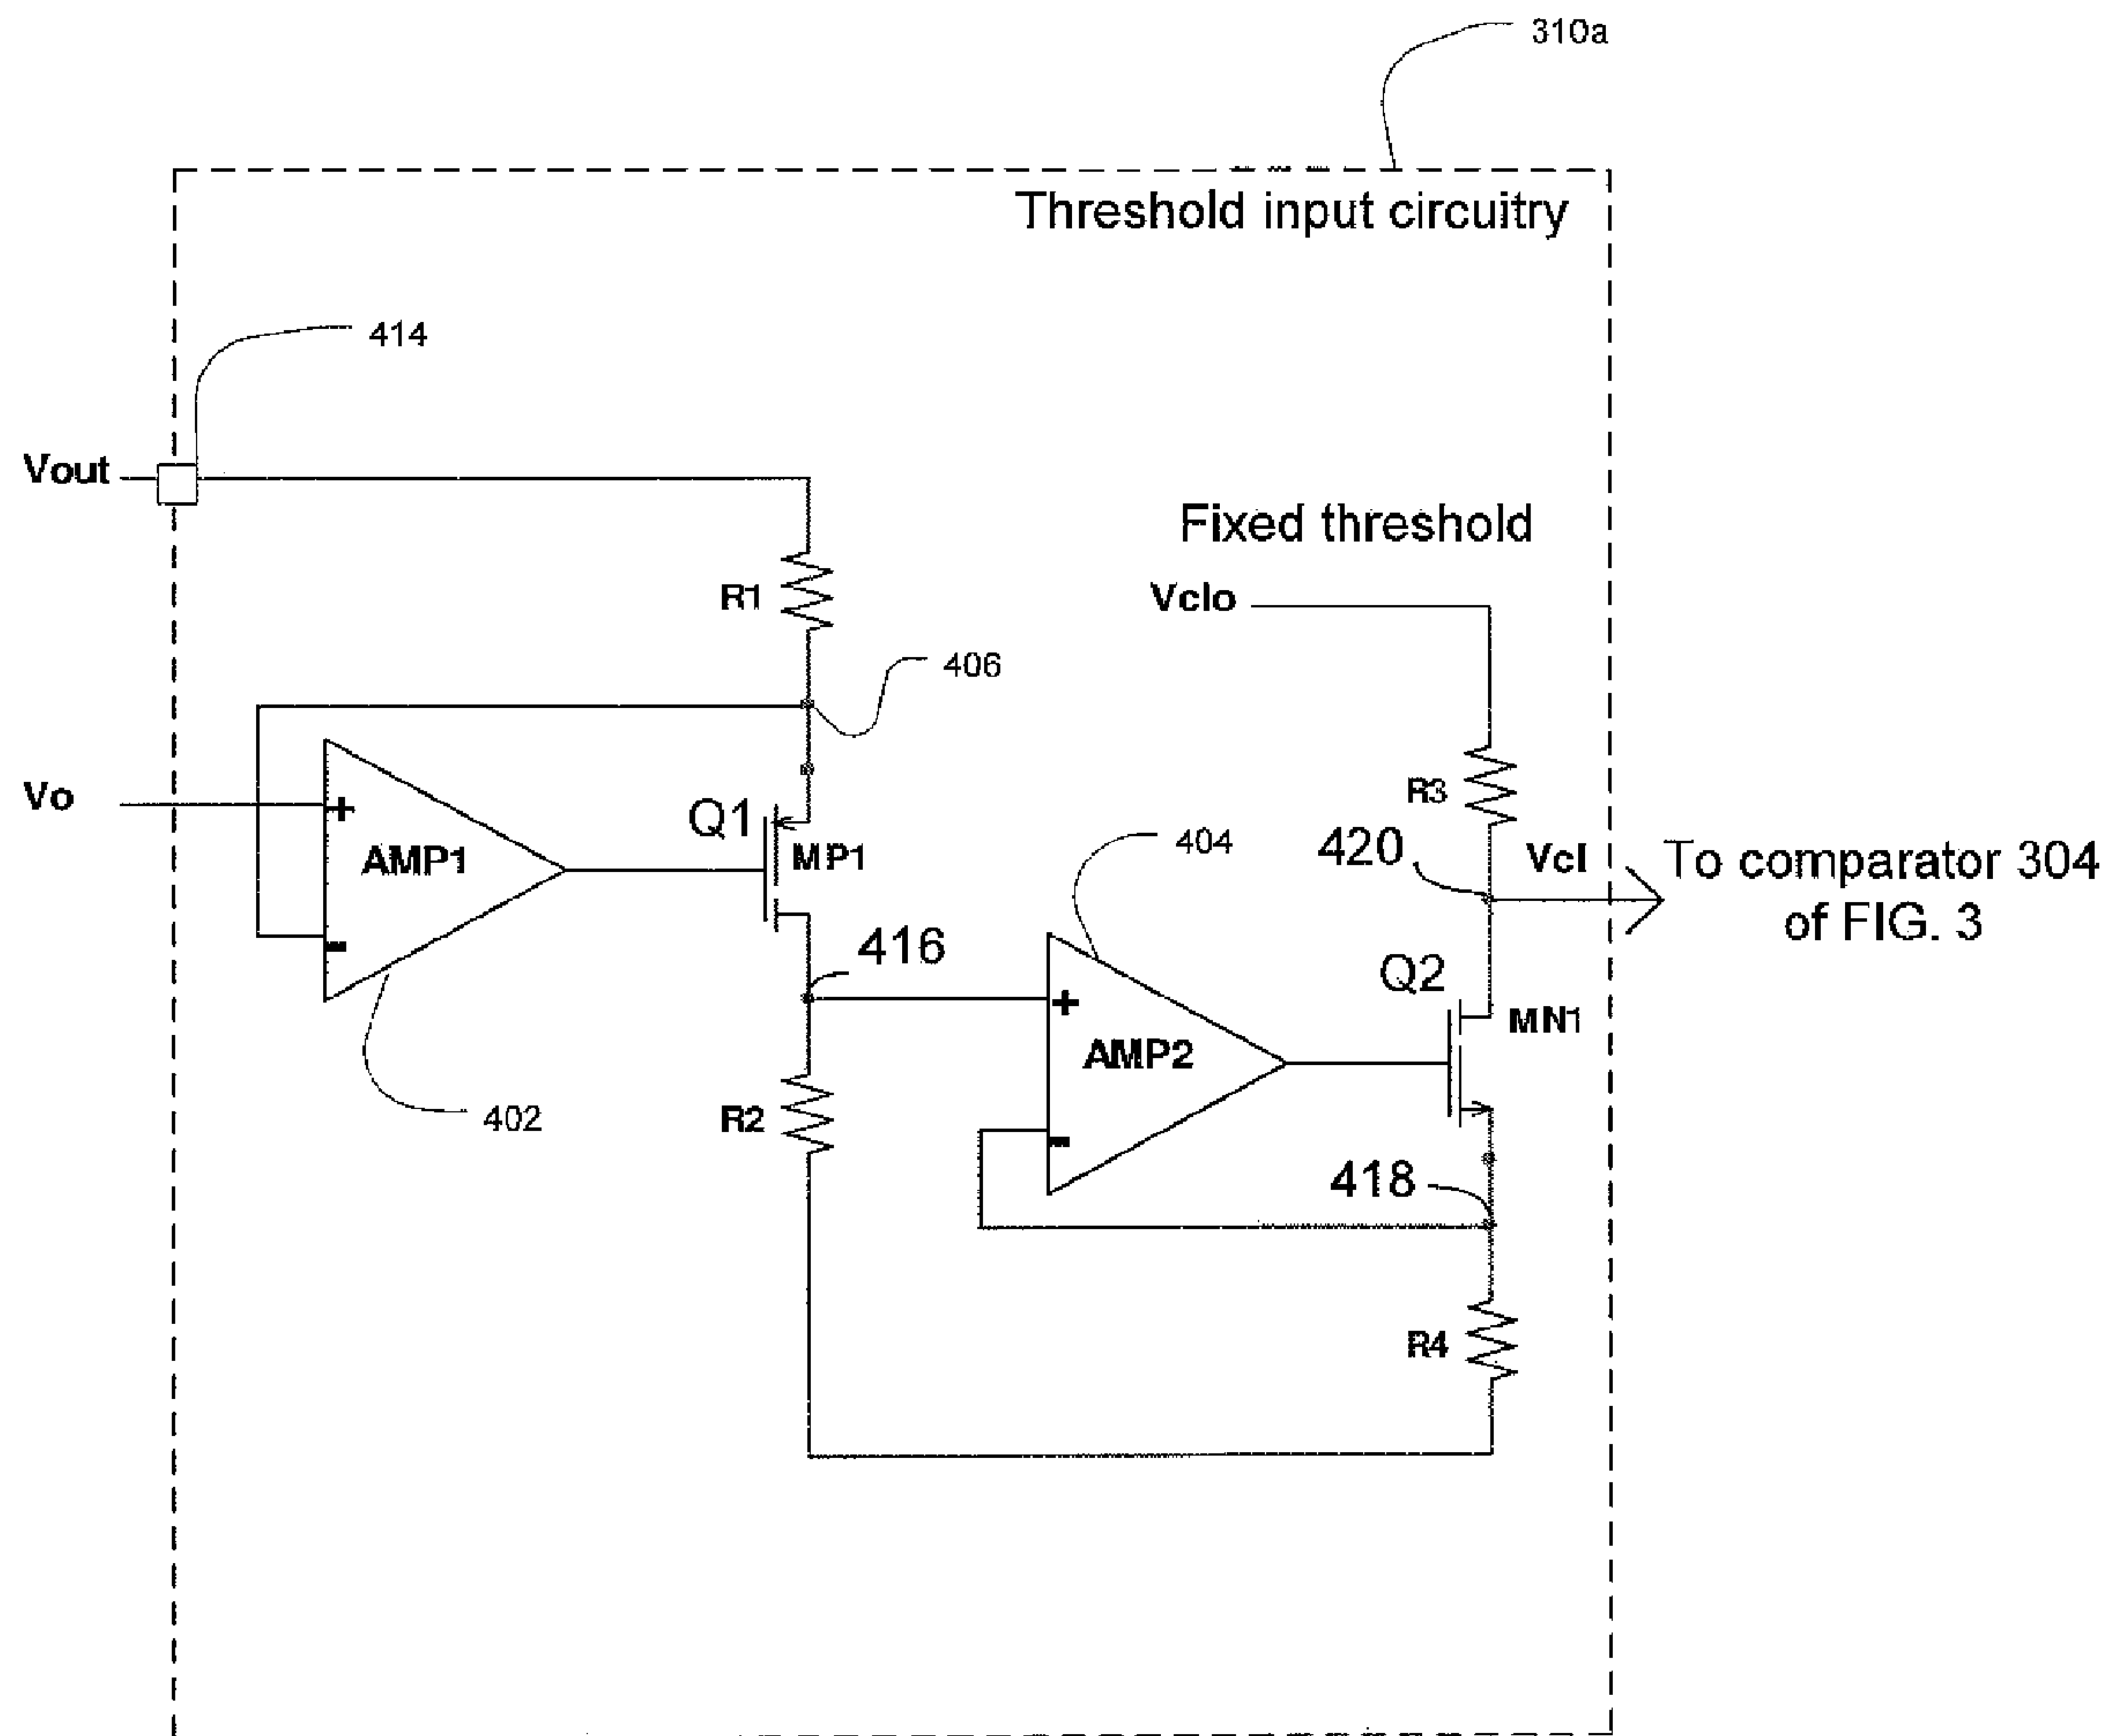 310a
Threshold input circuitry
414
Vout
Fixed threshold
R1
Vclo
406
Vo
+
R3
Q1
AMP1
MP1
404
420
Vcl
To comparator 304
of FIG. 3
-
416
Q2
+
MN1
AMP2
402
R2
-
418
R4